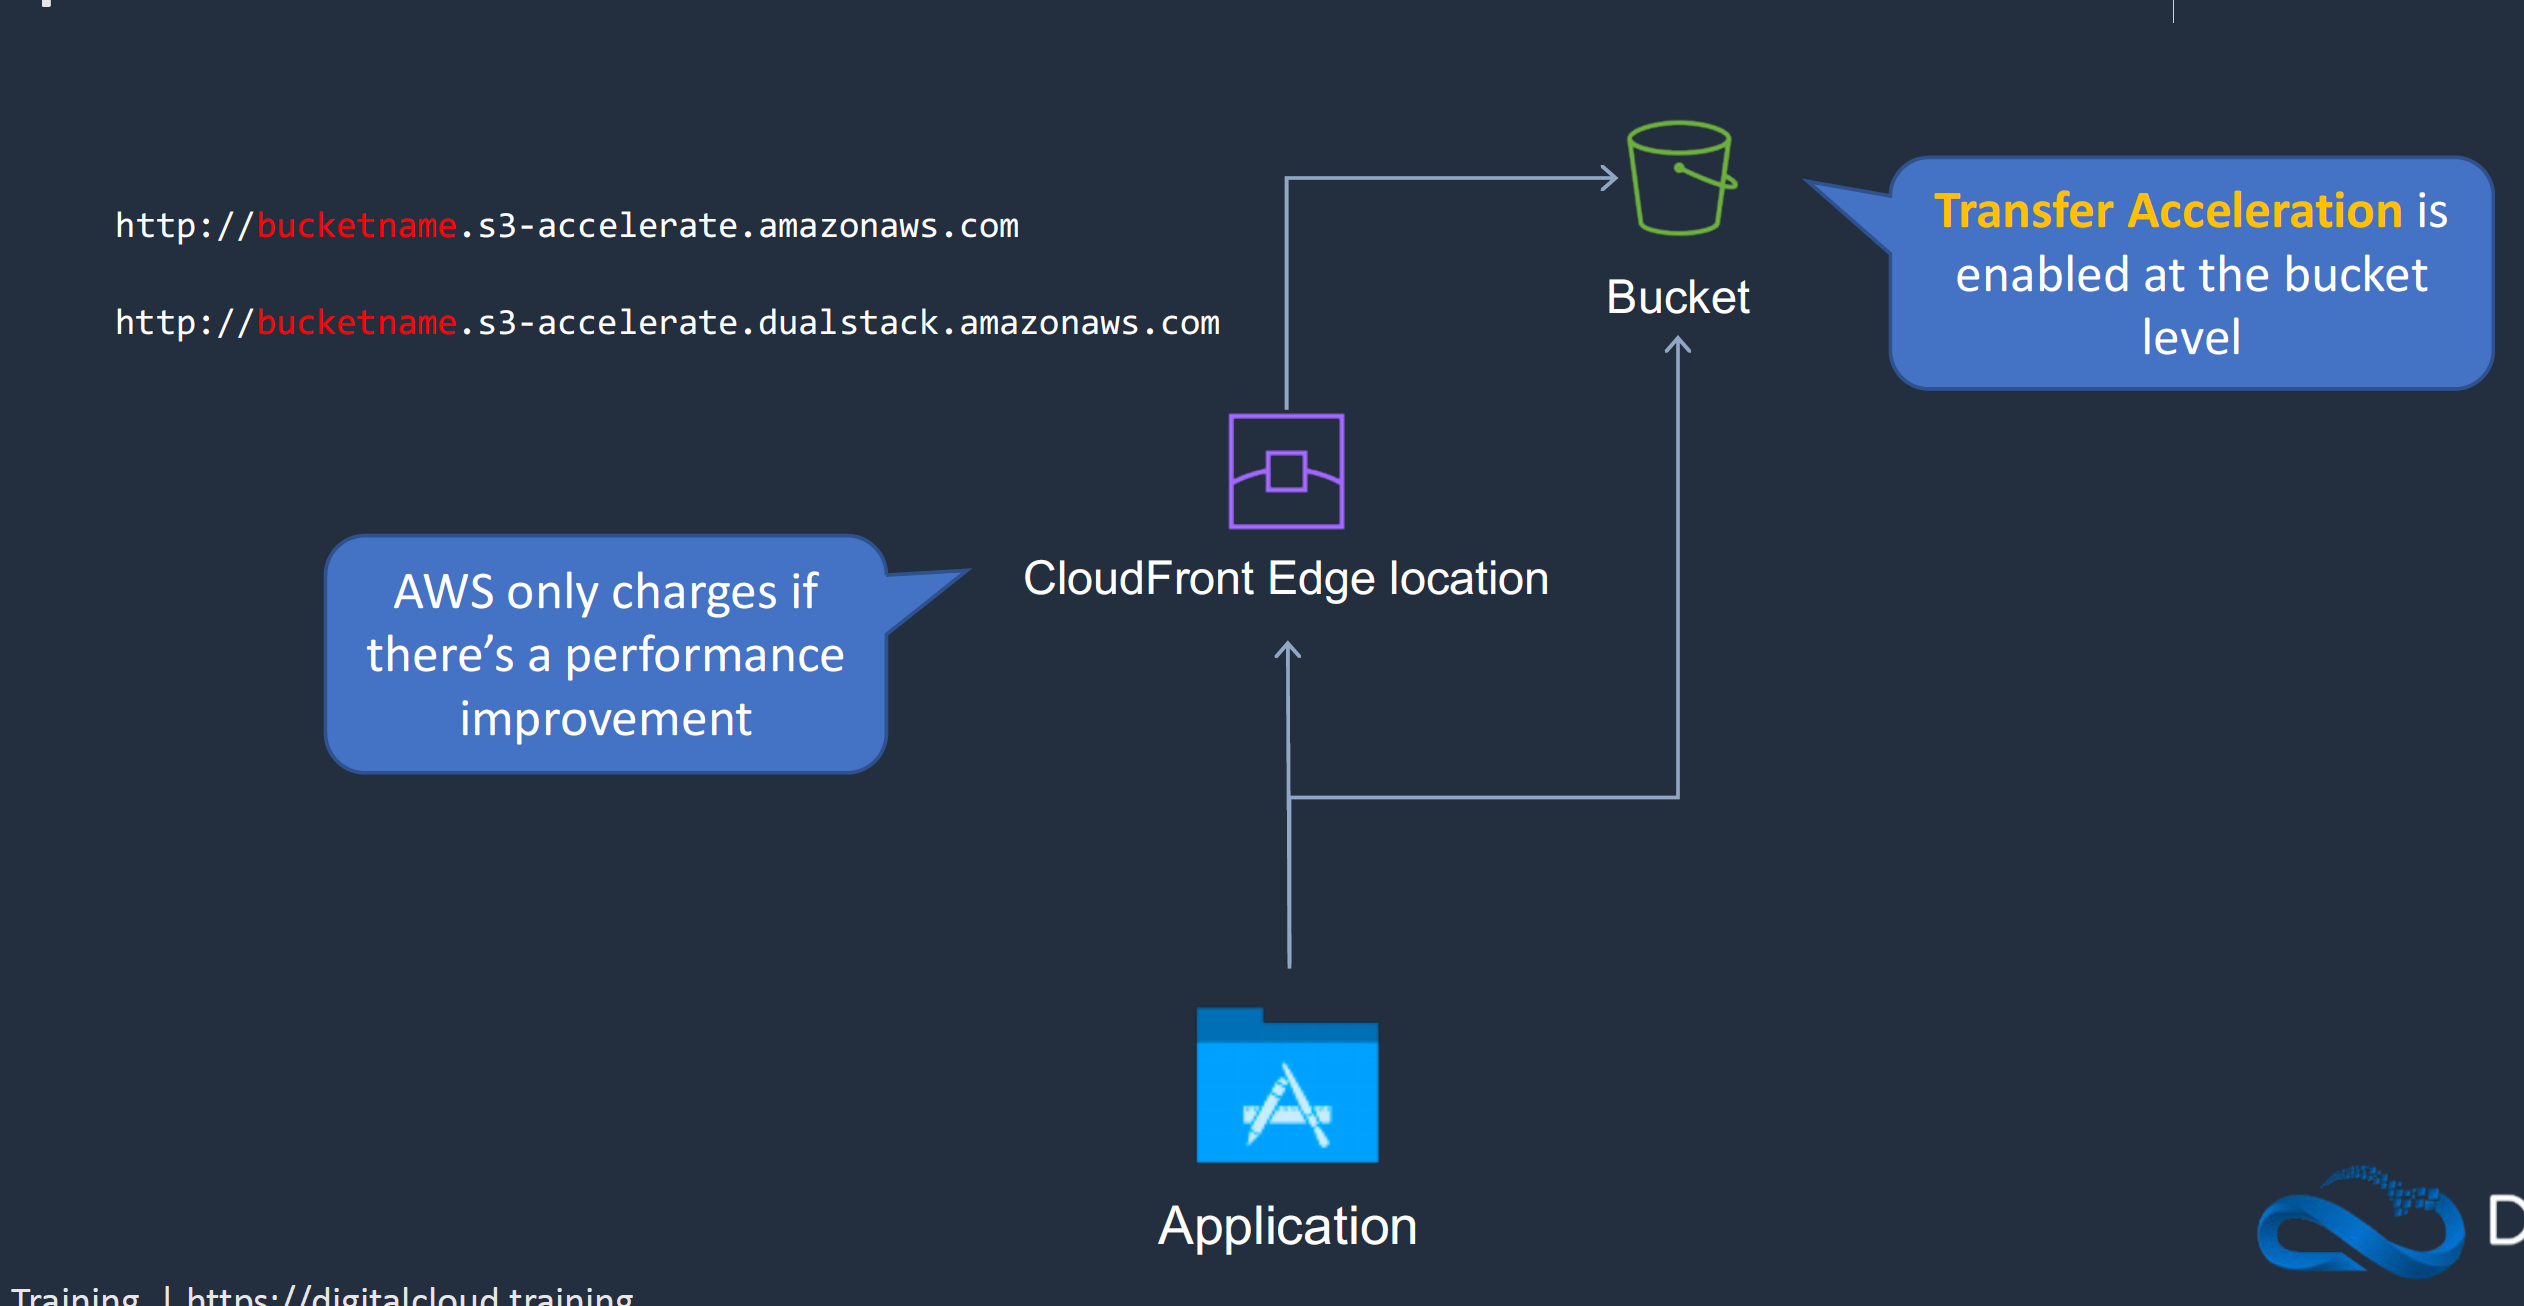 http://bucketname.s3-accelerate.amazonaws.com
http://bucketname.s3-accelerate.dualstack.amazonaws.com
Bucket
Transfer Acceleration is
enabled at the bucket
level
CloudFront Edge location
AWS only charges if
there’s a performance
improvement
Application
D
Training | https://digitalcloud.training